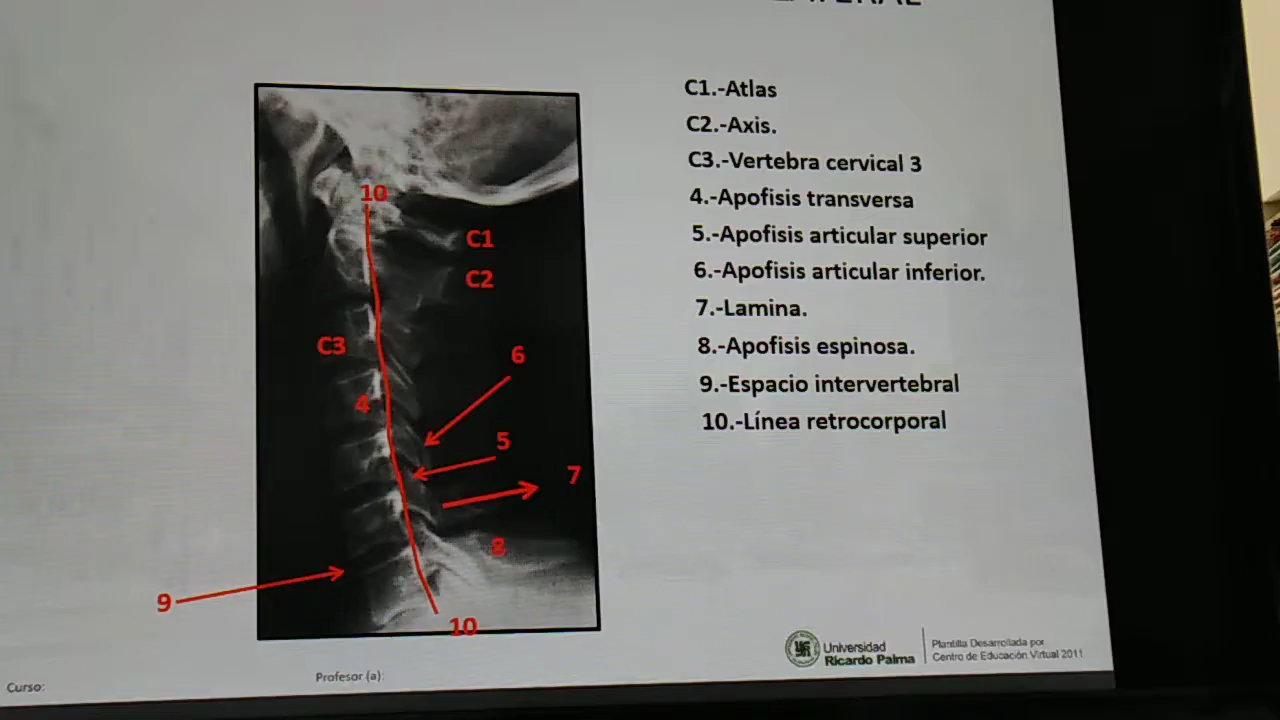 LATERAL
C1.-Atlas
C2.-Axis.
C3.-Vertebra cervical 3
4.-Apofisis transversa
5.-Apofisis articular superior
6.-Apofisis articular inferior.
7.-Lamina.
8.-Apofisis espinosa.
9.-Espacio intervertebral
10.-Línea retrocorporal
10
C1
C2
C3
6
4
5
7
8
9
10
Universidad
Ricardo Palma
Plantilla Desarrollada por
Centro de Educación Virtual 2011
Curso:
Profesor (a):